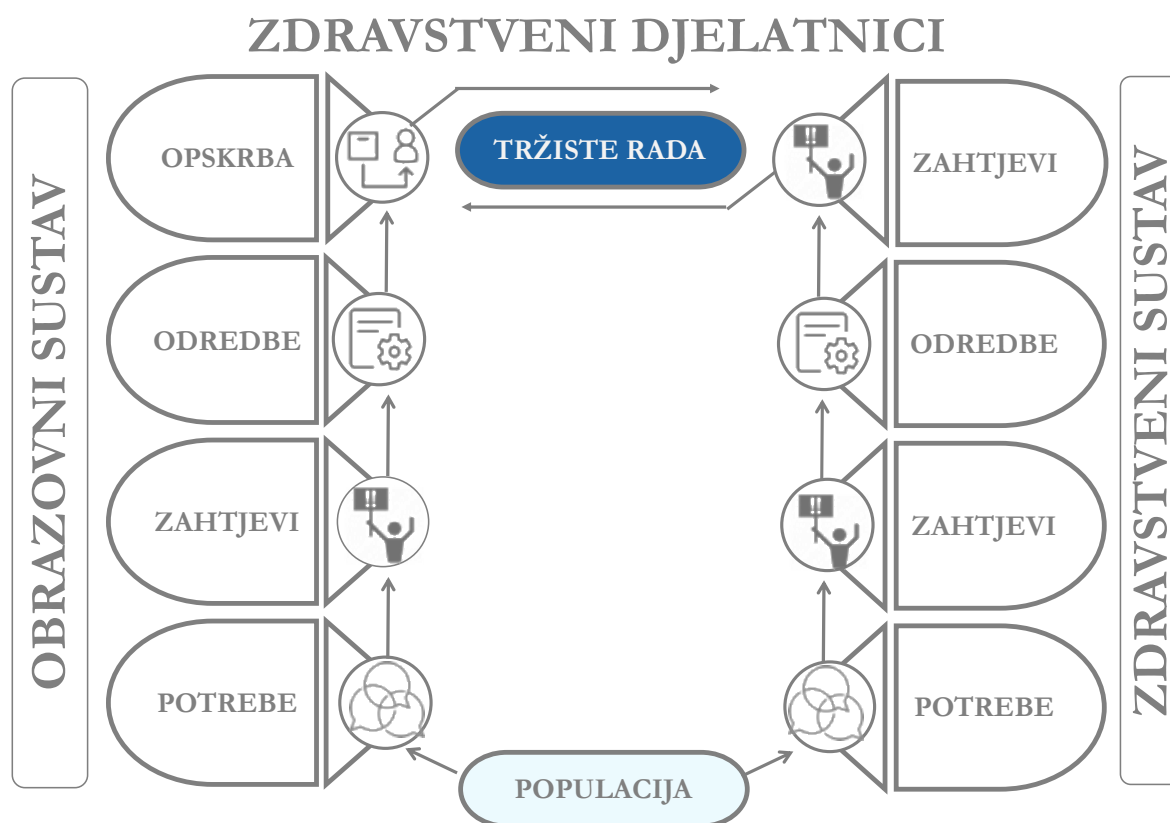 ZDRAVSTVENI DJELATNICI
OBRAZOVNI SUSTAV
OPSKRBA
TRŽISTE RADA
ZAHTJEVI
ODREDBE
ODREDBE
ZAHTJEVI
ZAHTJEVI
POTREBE
POTREBE
POPULACIJA
ZDRAVSTVENI SUSTAV